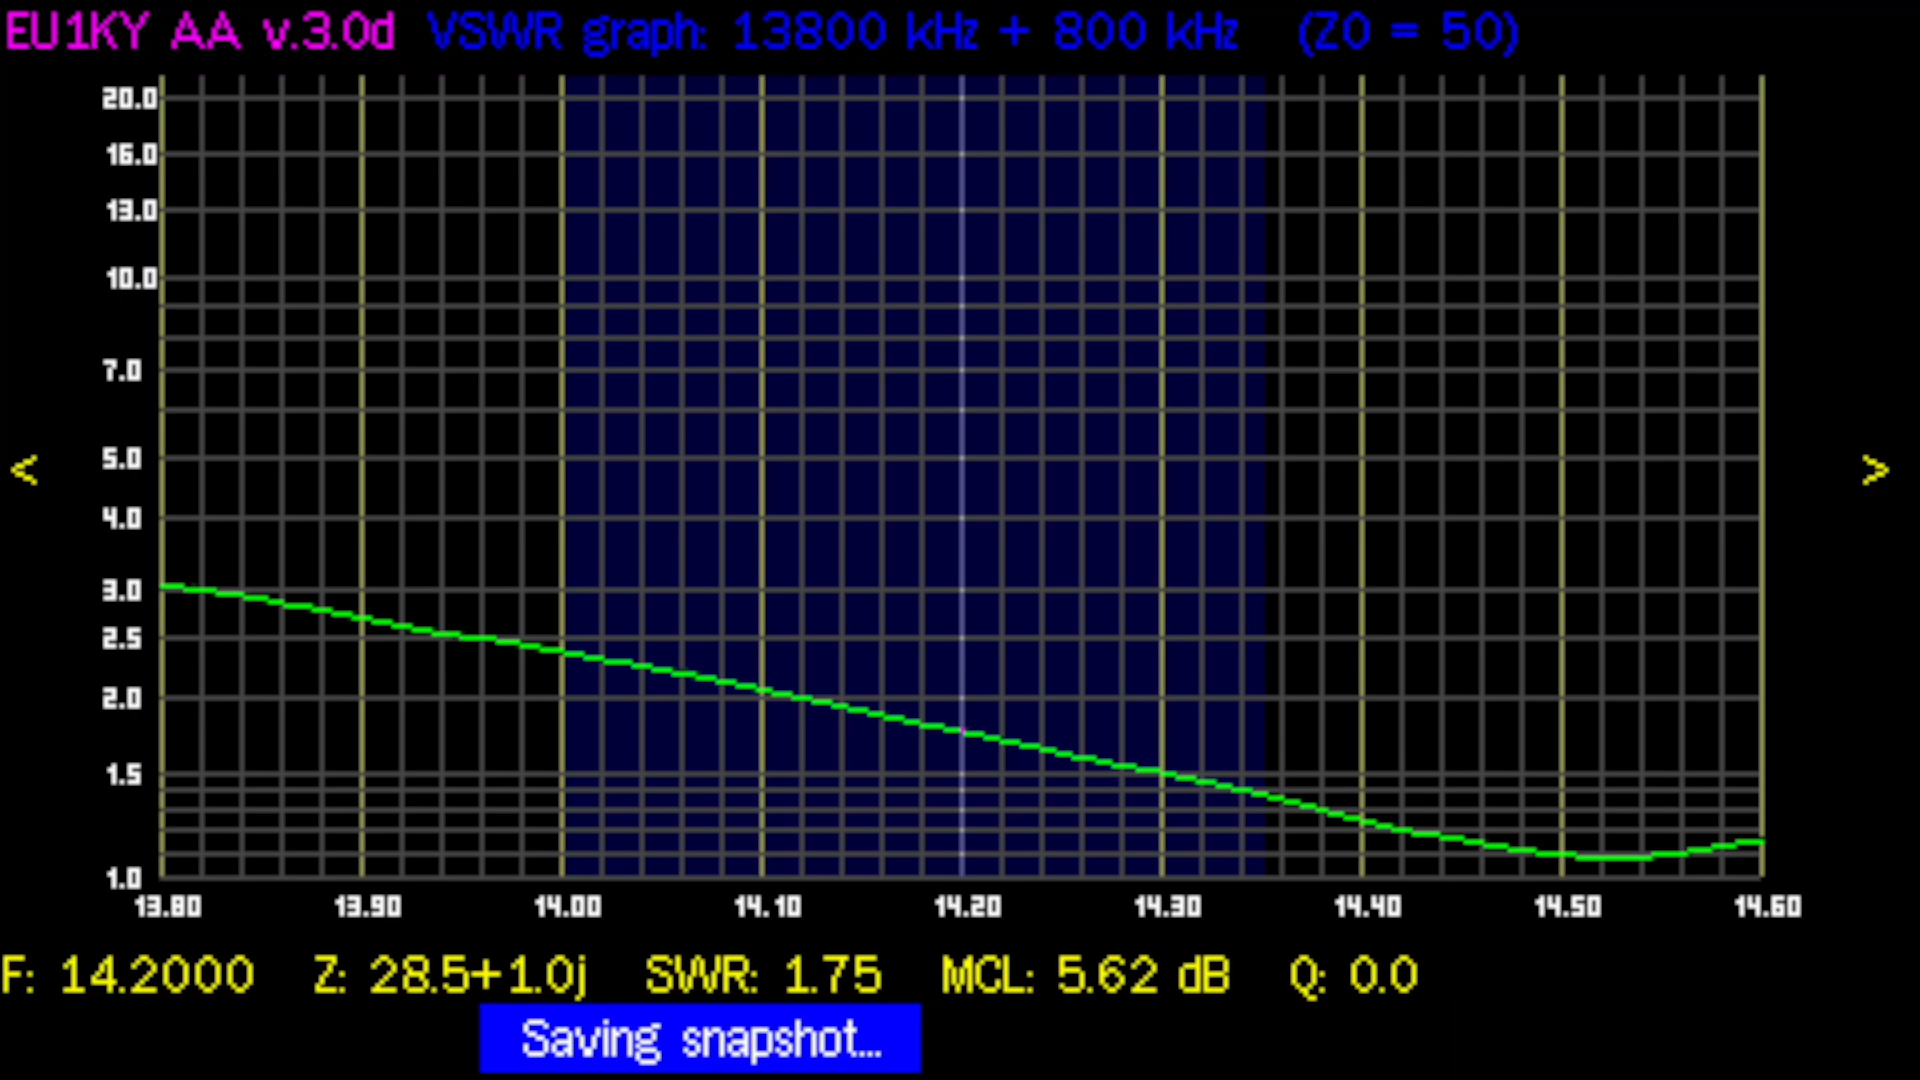 EU1KY AA v.3.0d VSWR graph: 13800 kHz + 800 kHz (Z0 = 50)
20.0
16.0
13.0
10.0
7.0
< 5.0 >
4.0
3.0
2.5
2.0
1.5
1.0
13.80 13.90 14.00 14.10 14.20 14.30 14.40 14.50 14.60
F: 14.2000 Z: 28.5+1.0j SWR: 1.75 MCL: 5.62 dB Q: 0.0
Saving snapshot...